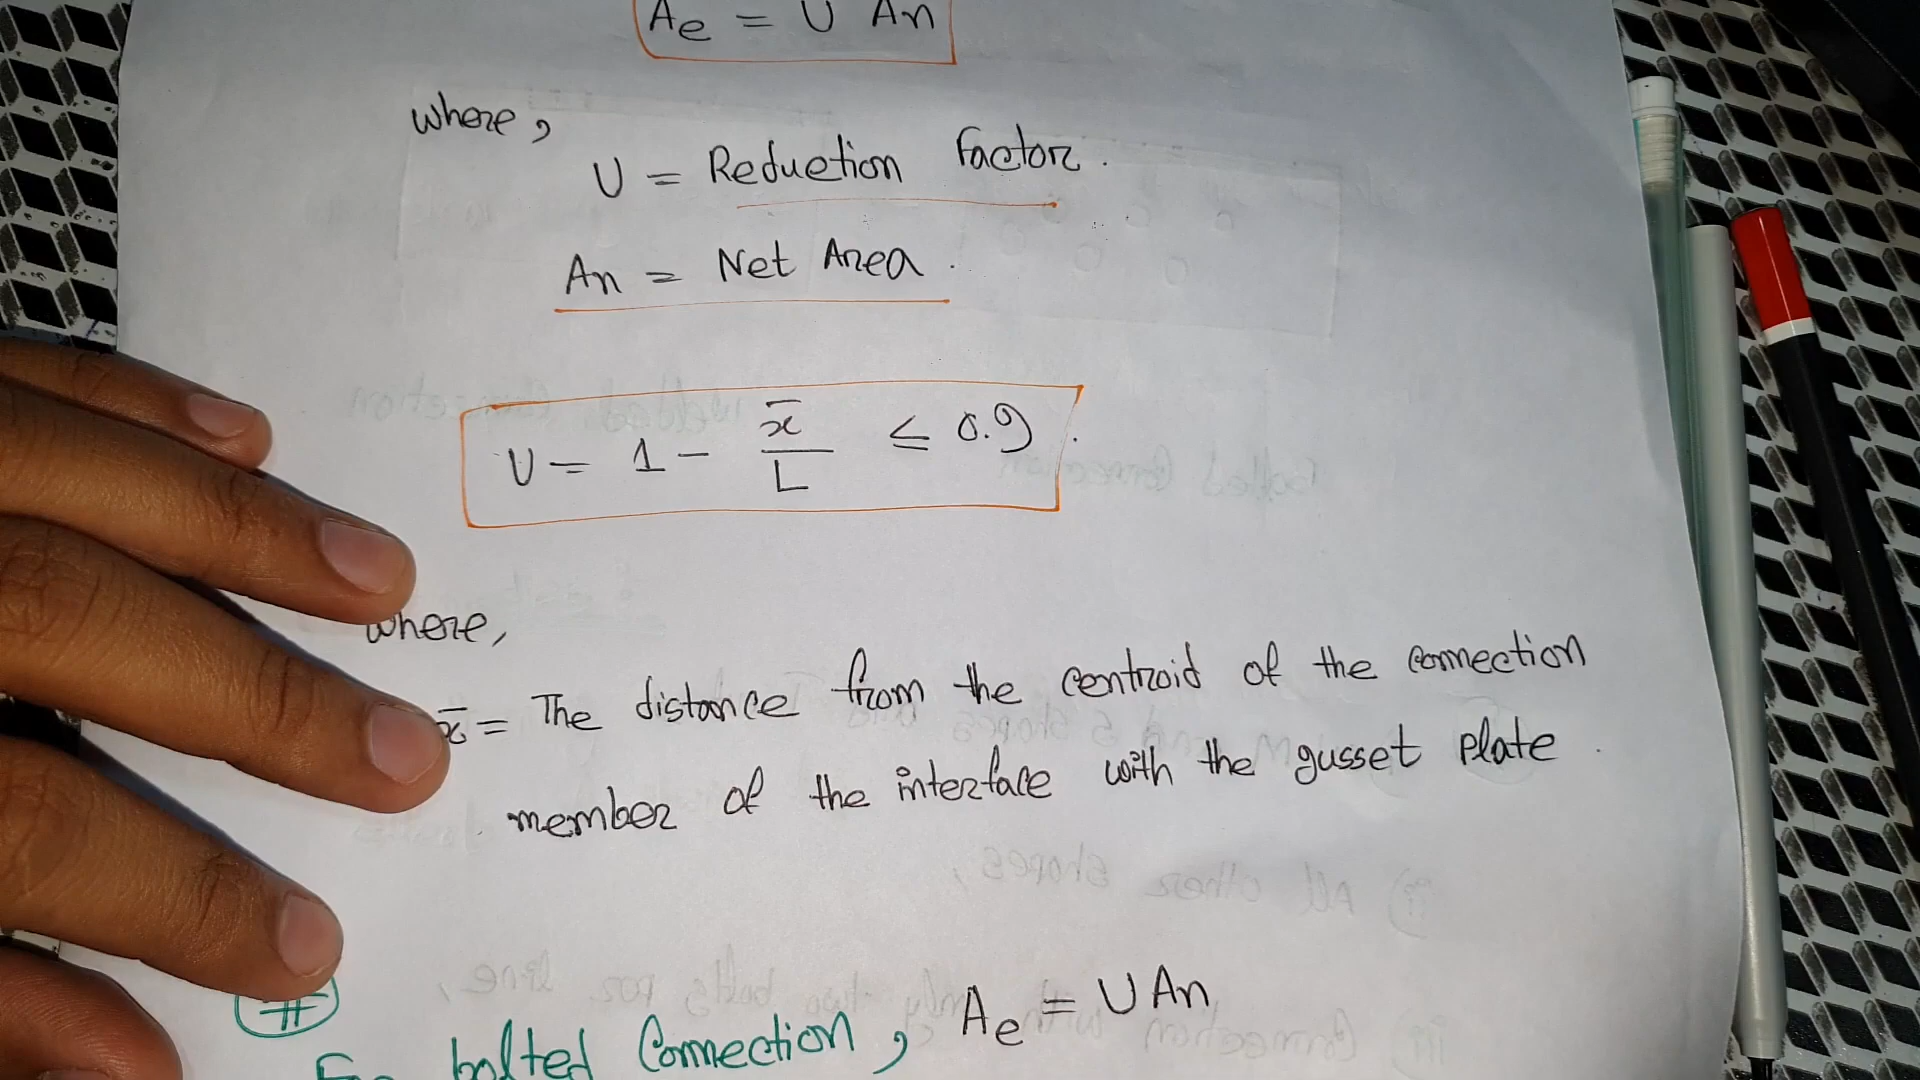 Ae = U An
where,
U = Reduction factor.
An = Net Area.
U = 1 - x̄/L ≤ 0.9.
where,
x̄ = The distance from the centroid of the connection
member of the interface with the gusset plate.
#
For bolted Connection, Ae = U An